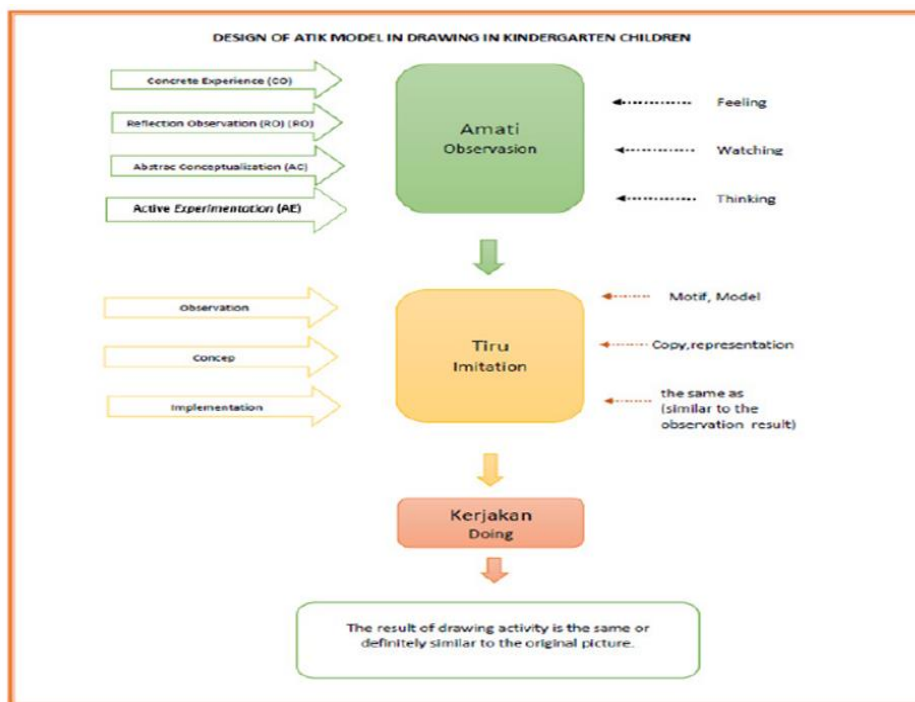 DESIGN OF ATIK MODEL IN DRAWING IN KINDERGARTEN CHILDREN
Concrete Experience (CO)
Reflection Observation (RO) (RO)
Abstrac Conceptualization (AC)
Active Experimentation (AE)
Amati
Observasion
Feeling
Watching
Thinking
Observation
Concep
Implementation
Tiru
Imitation
Motif, Model
Copy,representation
the same as
(similar to the
observation result)
Kerjakan
Doing
The result of drawing activity is the same or
definitely similar to the original picture.